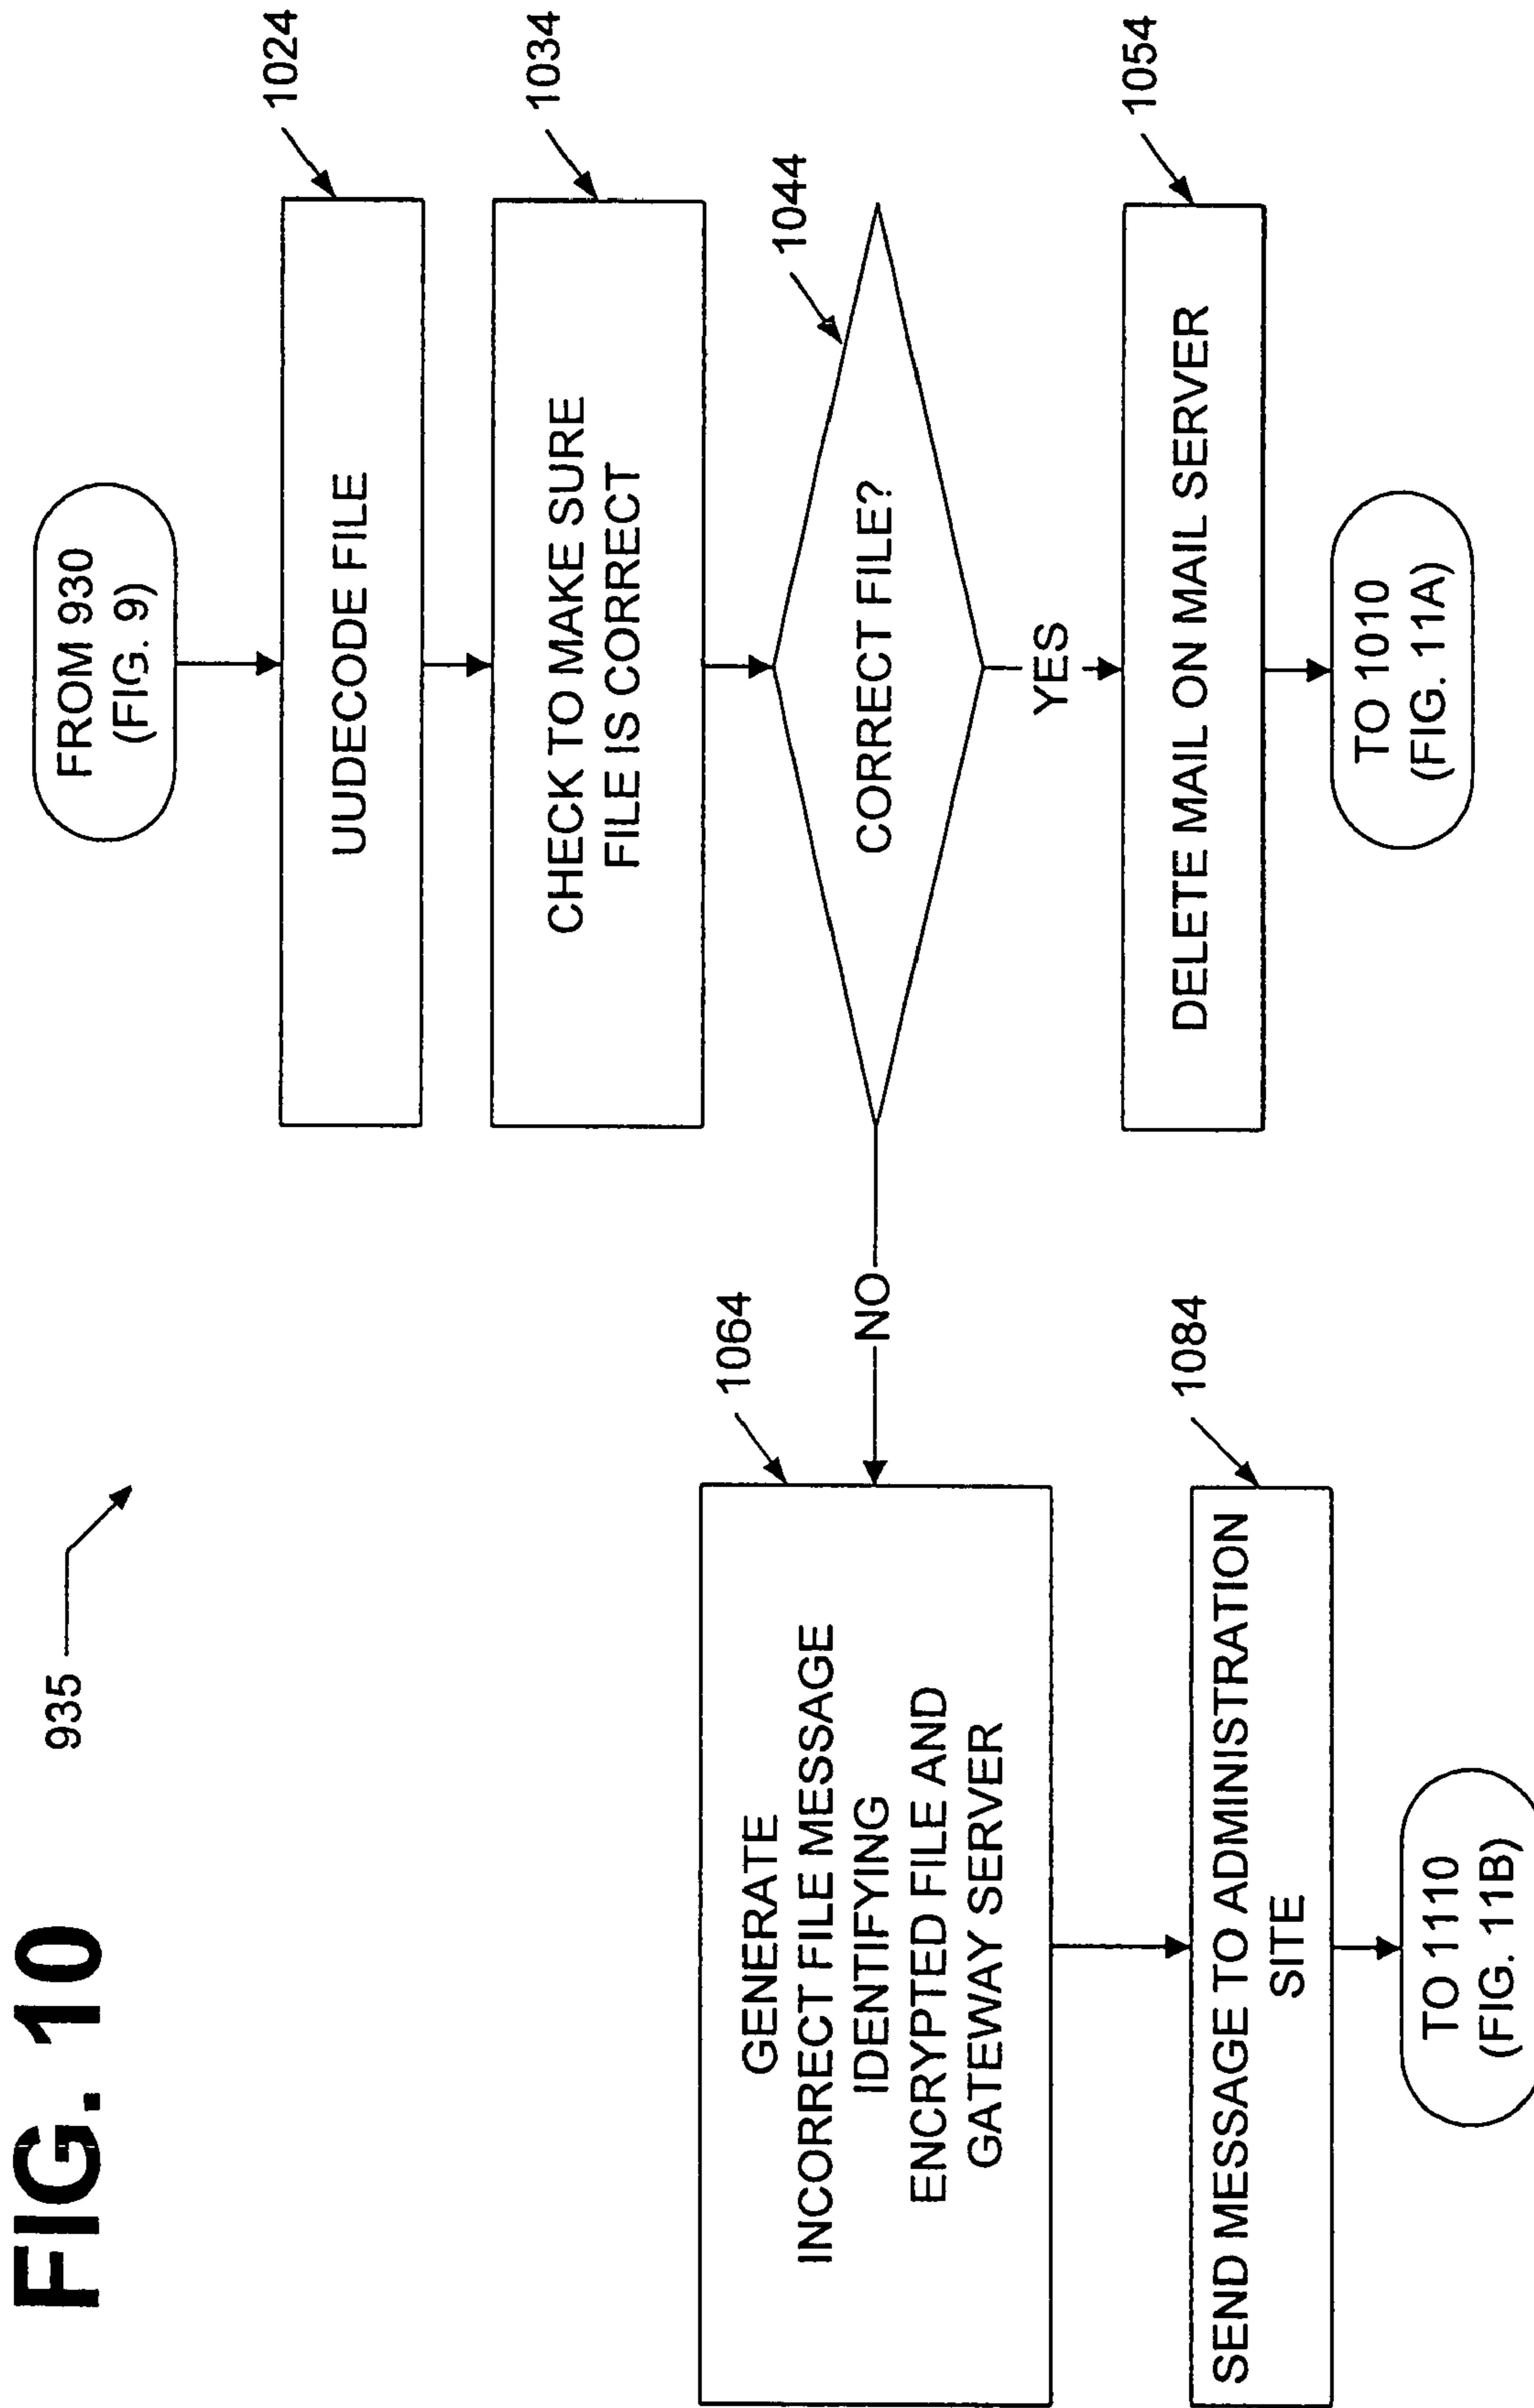 FIG. 10
935
FROM 930
(FIG. 9)
1024
UUDECODE FILE
1034
CHECK TO MAKE SURE
FILE IS CORRECT
1044
CORRECT FILE?
NO
YES
1054
DELETE MAIL ON MAIL SERVER
TO 1010
(FIG. 11A)
1064
GENERATE
INCORRECT FILE MESSAGE
IDENTIFYING
ENCRYPTED FILE AND
GATEWAY SERVER
1084
SEND MESSAGE TO ADMINISTRATION
SITE
TO 1110
(FIG. 11B)